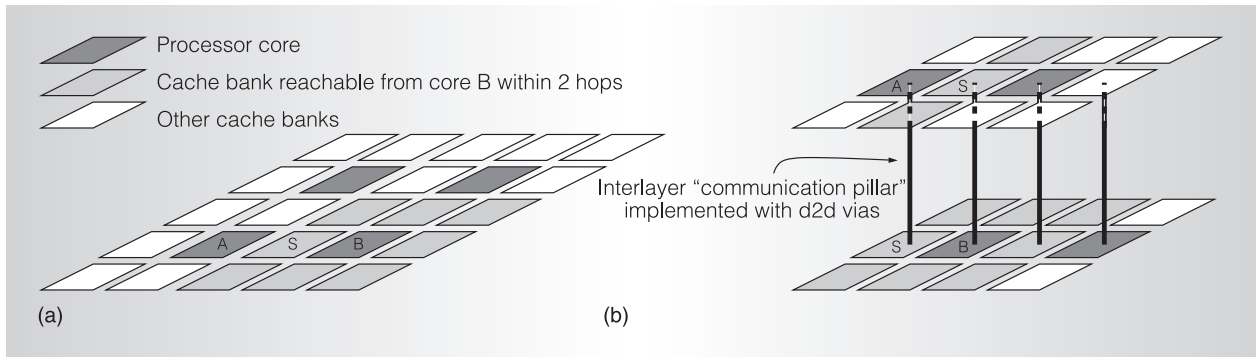 Processor core
Cache bank reachable from core B within 2 hops
Other cache banks
A
S
B
(a)
A
S
Interlayer “communication pillar”
implemented with d2d vias
S
B
(b)